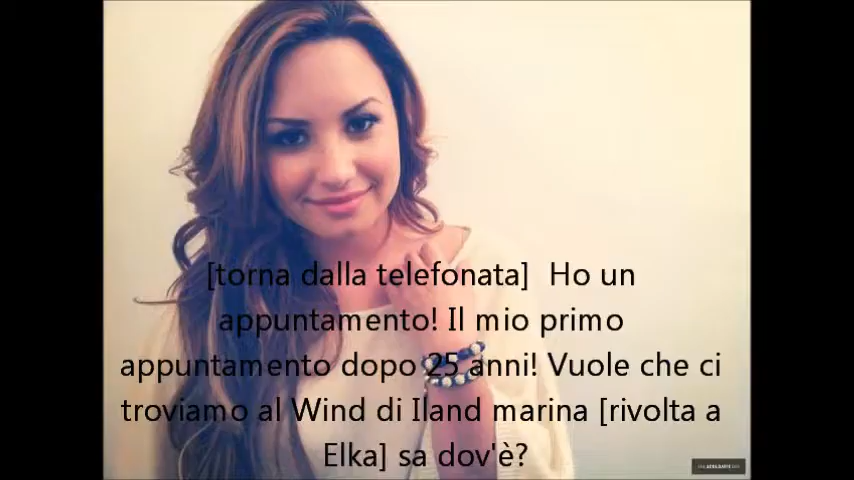 [torna dalla telefonata]  Ho un
appuntamento! Il mio primo
appuntamento dopo 25 anni! Vuole che ci
troviamo al Wind di Iland marina [rivolta a
Elka] sa dov'è?